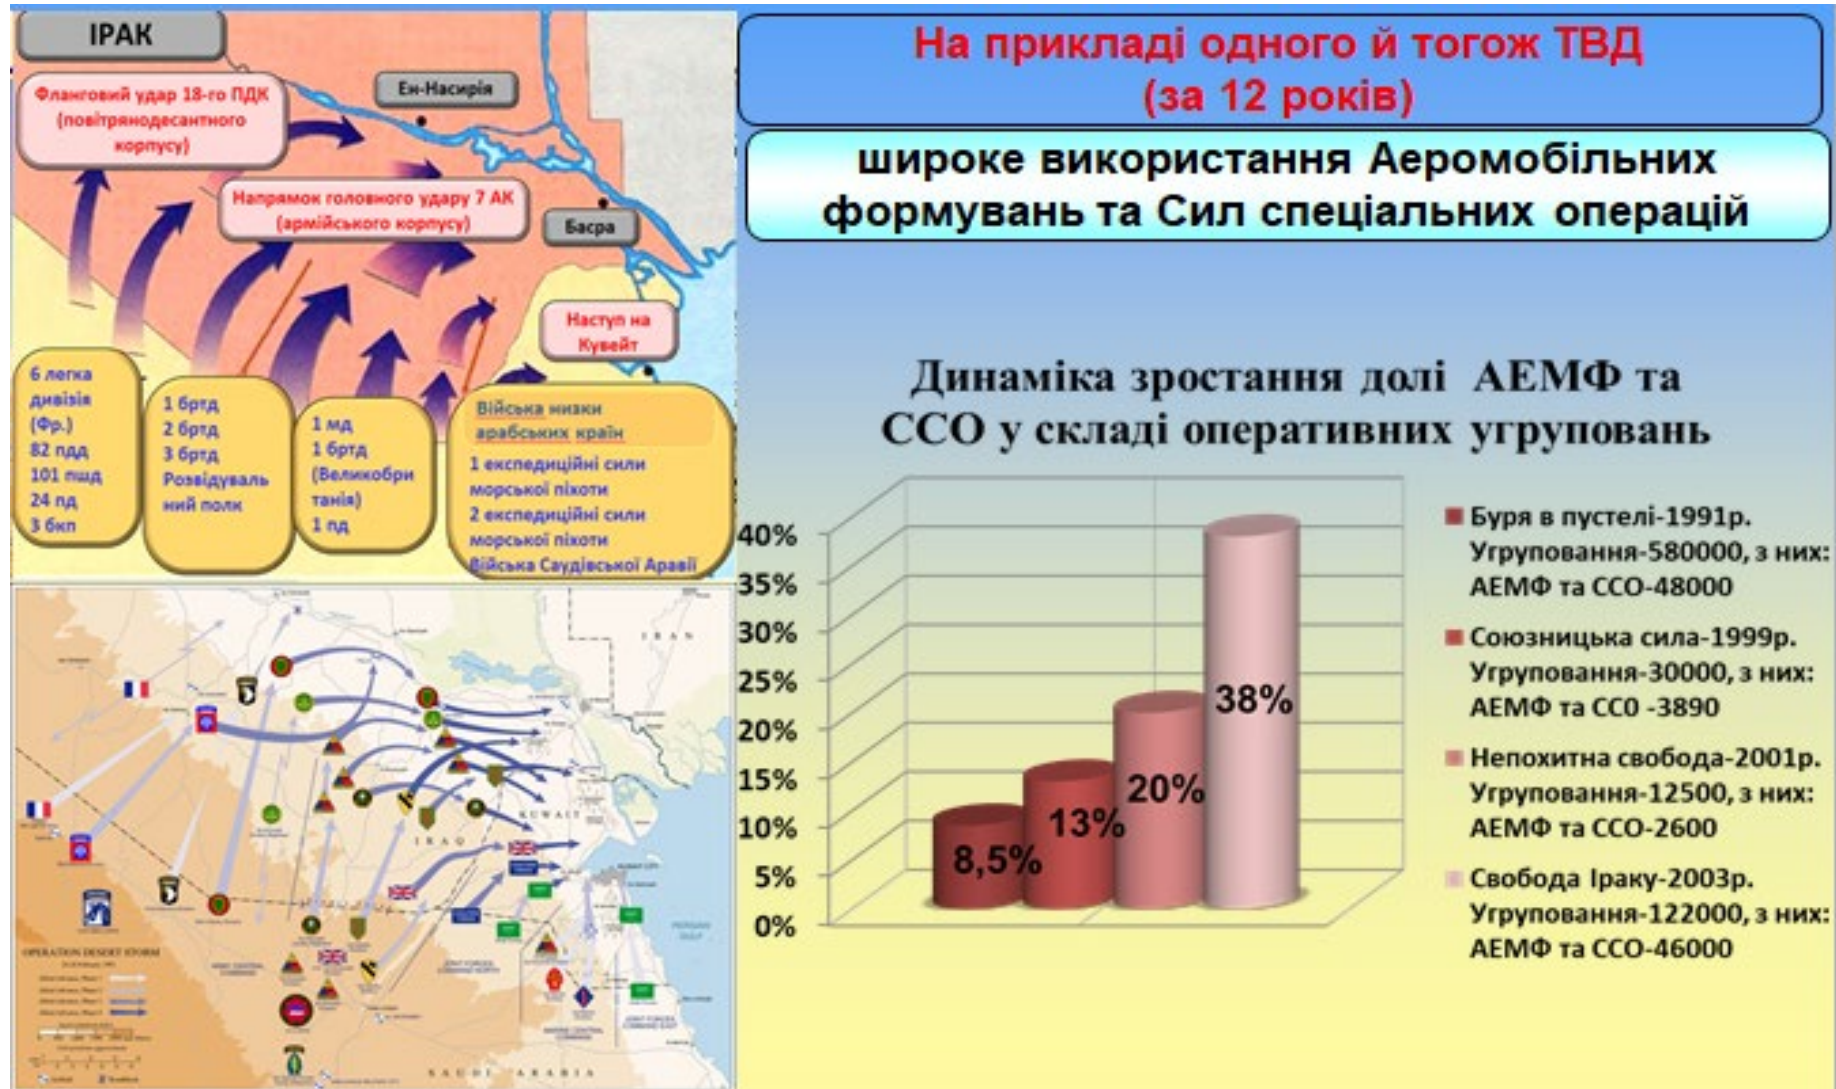 ІРАК
Фланговий удар 18-го ПДК
(повітрянодесантного
корпусу)
Ен-Насирія
Напрямок головного удару 7 АК
(армійського корпусу)
Басра
Наступ на
Кувейт
6 легка
дивізія
(Фр.)
82 пдд
101 пшд
24 пд
3 бкп
1 бртд
2 бртд
3 бртд
Розвідуваль
ний полк
1 мд
1 бртд
(Великобри
танія)
1 пд
Війська низки
арабських країн
1 експедиційні сили
морської піхоти
2 експедиційні сили
морської піхоти
Війська Саудівської Аравії
IRAN
IRAQ
KUWAIT
KUWAIT CITY
PERSIAN
GULF
OPERATION DESERT STORM
SAUDI ARABIA
На прикладі одного й тогож ТВД
(за 12 років)
широке використання Аеромобільних
формувань та Сил спеціальних операцій
Динаміка зростання долі АЕМФ та
ССО у складі оперативних угруповань
40%
35%
30%
25%
20%
15%
10%
5%
0%
8,5%
13%
20%
38%
Буря в пустелі-1991р.
Угруповання-580000, з них:
АЕМФ та ССО-48000
Союзницька сила-1999р.
Угруповання-30000, з них:
АЕМФ та СС0 -3890
Непохитна свобода-2001р.
Угруповання-12500, з них:
АЕМФ та ССО-2600
Свобода Іраку-2003р.
Угруповання-122000, з них:
АЕМФ та ССО-46000